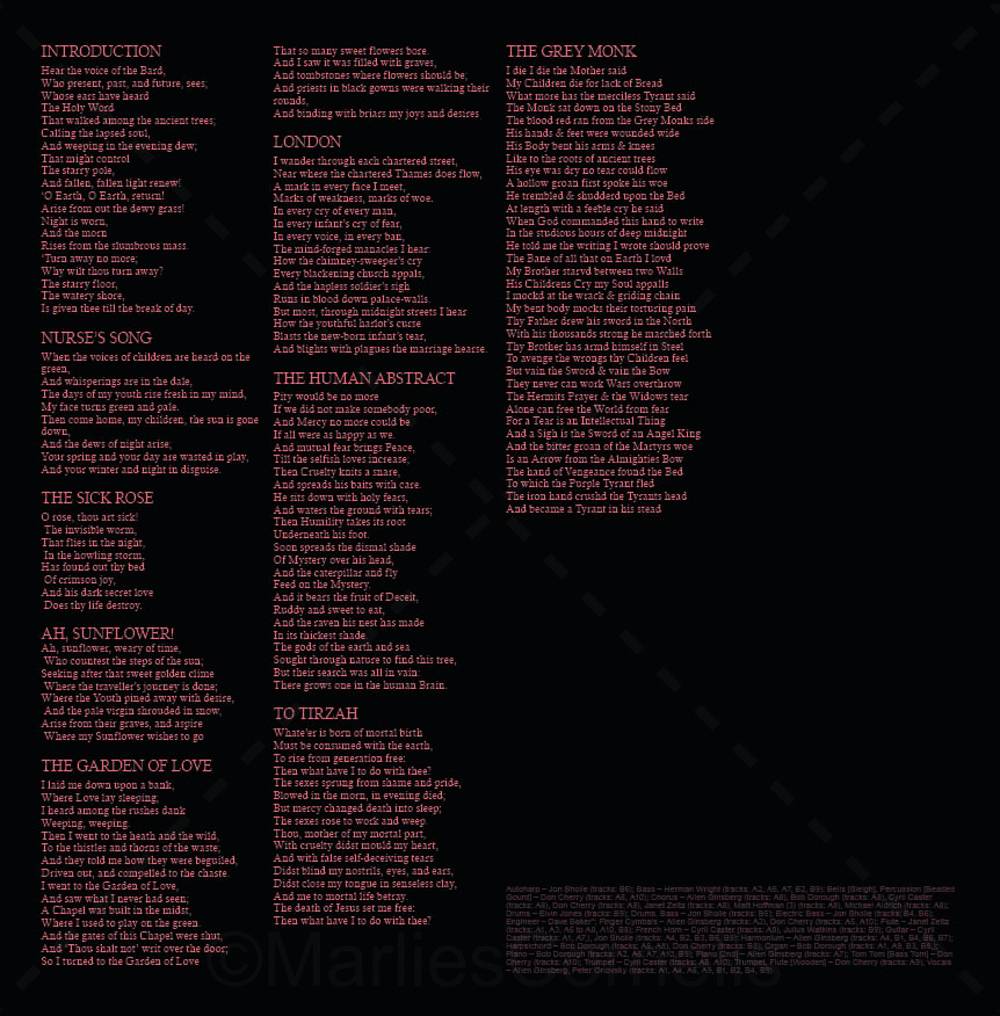 INTRODUCTION
Hear the voice of the Bard,
Who present, past, and future, sees;
Whose ears have heard
The Holy Word
That walked among the ancient trees;
Calling the lapsed soul,
And weeping in the evening dew;
That might control
The starry pole,
And fallen, fallen light renew!
'O Earth, O Earth, return!
Arise from out the dewy grass!
Night is worn,
And the morn
Rises from the slumbrous mass.
'Turn away no more;
Why wilt thou turn away?
The starry floor,
The watery shore,
Is given thee till the break of day.
NURSE'S SONG
When the voices of children are heard on the
green,
And whisperings are in the dale,
The days of my youth rise fresh in my mind,
My face turns green and pale.
Then come home, my children, the sun is gone
down,
And the dews of night arise;
Your spring and your day are wasted in play,
And your winter and night in disguise.
THE SICK ROSE
O rose, thou art sick!
The invisible worm,
That flies in the night,
In the howling storm,
Has found out thy bed
Of crimson joy,
And his dark secret love
Does thy life destroy.
AH, SUNFLOWER!
Ah, sunflower, weary of time,
Who countest the steps of the sun;
Seeking after that sweet golden clime
Where the traveller's journey is done;
Where the Youth pined away with desire,
And the pale virgin shrouded in snow,
Arise from their graves, and aspire
Where my Sunflower wishes to go
THE GARDEN OF LOVE
I laid me down upon a bank,
Where Love lay sleeping;
I heard among the rushes dank
Weeping, weeping.
Then I went to the heath and the wild,
To the thistles and thorns of the waste;
And they told me how they were beguiled,
Driven out, and compelled to the chaste.
I went to the Garden of Love,
And saw what I never had seen;
A Chapel was built in the midst,
Where I used to play on the green.
And the gates of this Chapel were shut,
And 'Thou shalt not' writ over the door;
So I turned to the Garden of Love
That so many sweet flowers bore.
And I saw it was filled with graves,
And tombstones where flowers should be;
And priests in black gowns were walking their
rounds,
And binding with briars my joys and desires
LONDON
I wander through each chartered street,
Near where the chartered Thames does flow,
A mark in every face I meet,
Marks of weakness, marks of woe.
In every cry of every man,
In every infant's cry of fear,
In every voice, in every ban,
The mind-forged manacles I hear:
How the chimney-sweeper's cry
Every blackening church appals,
And the hapless soldier's sigh
Runs in blood down palace-walls.
But most, through midnight streets I hear
How the youthful harlot's curse
Blasts the new-born infant's tear,
And blights with plagues the marriage hearse.
THE HUMAN ABSTRACT
Pity would be no more
If we did not make somebody poor,
And Mercy no more could be
If all were as happy as we.
And mutual fear brings Peace,
Till the selfish loves increase;
Then Cruelty knits a snare,
And spreads his baits with care.
He sits down with holy fears,
And waters the ground with tears;
Then Humility takes its root
Underneath his foot.
Soon spreads the dismal shade
Of Mystery over his head,
And the caterpillar and fly
Feed on the Mystery.
And it bears the fruit of Deceit,
Ruddy and sweet to eat,
And the raven his nest has made
In its thickest shade.
The gods of the earth and sea
Sought through nature to find this tree,
But their search was all in vain:
There grows one in the human Brain.
TO TIRZAH
Whate'er is born of mortal birth
Must be consumed with the earth,
To rise from generation free:
Then what have I to do with thee?
The sexes sprung from shame and pride,
Blowed in the morn, in evening died;
But mercy changed death into sleep;
The sexes rose to work and weep.
Thou, mother of my mortal part,
With cruelty didst mould my heart,
And with false self-deceiving tears
Didst blind my nostrils, eyes, and ears,
Didst close my tongue in senseless clay,
And me to mortal life betray.
The death of Jesus set me free:
Then what have I to do with thee?
THE GREY MONK
I die I die the Mother said
My Children die for lack of Bread
What more has the merciless Tyrant said
The Monk sat down on the Stony Bed
The blood red ran from the Grey Monks side
His hands & feet were wounded wide
His Body bent his arms & knees
Like to the roots of ancient trees
His eye was dry no tear could flow
A hollow groan first spoke his woe
He trembled & shudderd upon the Bed
At length with a feeble cry he said
When God commanded this hand to write
In the studious hours of deep midnight
He told me the writing I wrote should prove
The Bane of all that on Earth I lovd
My Brother starvd between two Walls
His Childrens Cry my Soul appalls
I mockd at the wrack & griding chain
My bent body mocks their torturing pain
Thy Father drew his sword in the North
With his thousands strong he marched forth
Thy Brother has armd himself in Steel
To avenge the wrongs thy Children feel
But vain the Sword & vain the Bow
They never can work Wars overthrow
The Hermits Prayer & the Widows tear
Alone can free the World from fear
For a Tear is an Intellectual Thing
And a Sigh is the Sword of an Angel King
And the bitter groan of the Martyrs woe
Is an Arrow from the Almighties Bow
The hand of Vengeance found the Bed
To which the Purple Tyrant fled
The iron hand crushd the Tyrants head
And became a Tyrant in his stead